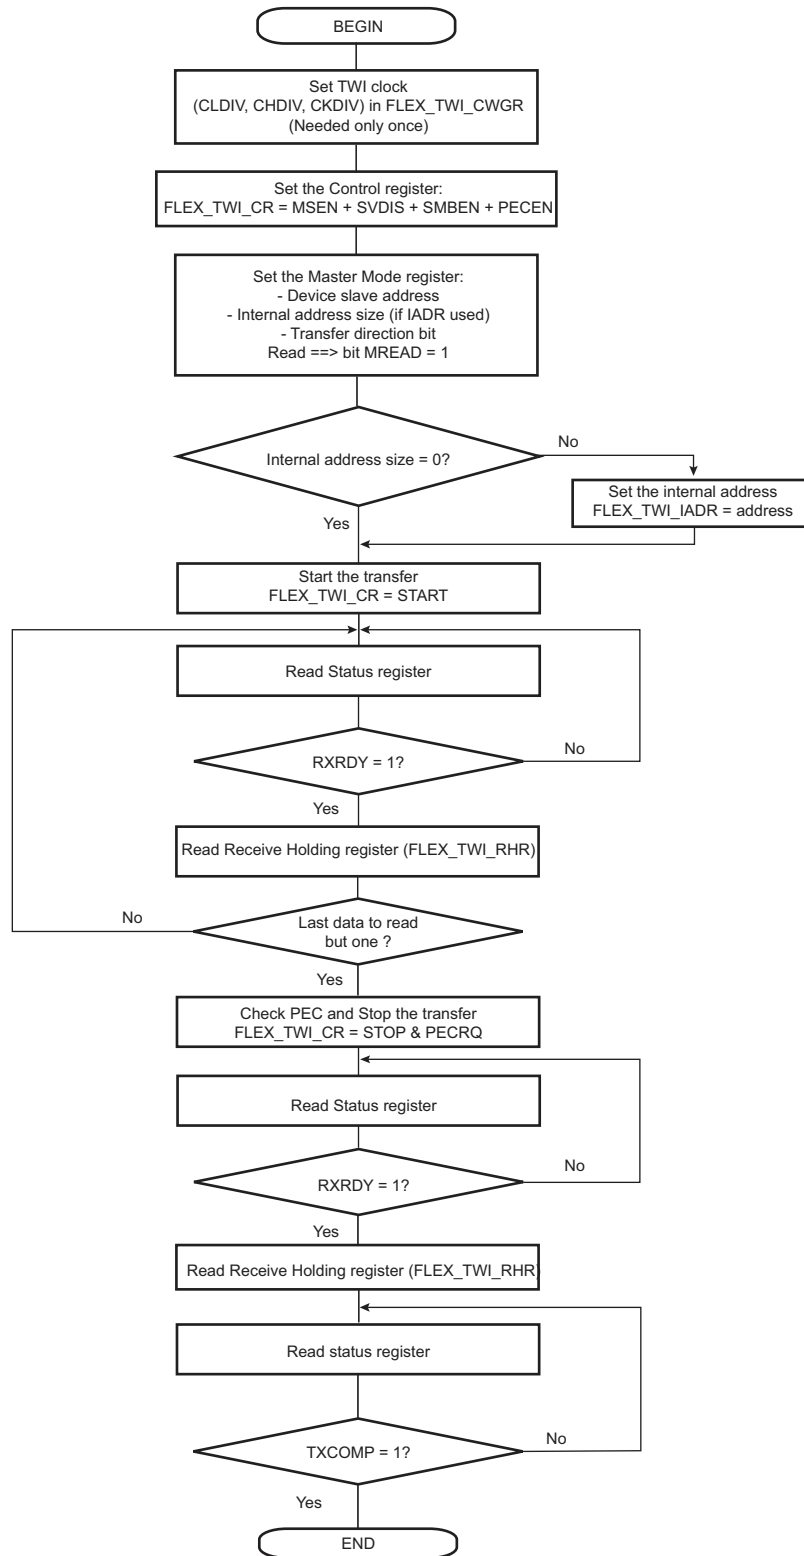 BEGIN
Set TWI clock
(CLDIV, CHDIV, CKDIV) in FLEX_TWI_CWGR
(Needed only once)
Set the Control register:
FLEX_TWI_CR = MSEN + SVDIS + SMBEN + PECEN
Set the Master Mode register:
- Device slave address
- Internal address size (if IADR used)
- Transfer direction bit
Read ==> bit MREAD = 1
Internal address size = 0?
No
Set the internal address
FLEX_TWI_IADR = address
Yes
Start the transfer
FLEX_TWI_CR = START
Read Status register
RXRDY = 1?
No
Yes
Read Receive Holding register (FLEX_TWI_RHR)
No
Last data to read
but one ?
Yes
Check PEC and Stop the transfer
FLEX_TWI_CR = STOP & PECRQ
Read Status register
RXRDY = 1?
No
Yes
Read Receive Holding register (FLEX_TWI_RHR)
Read status register
TXCOMP = 1?
No
Yes
END